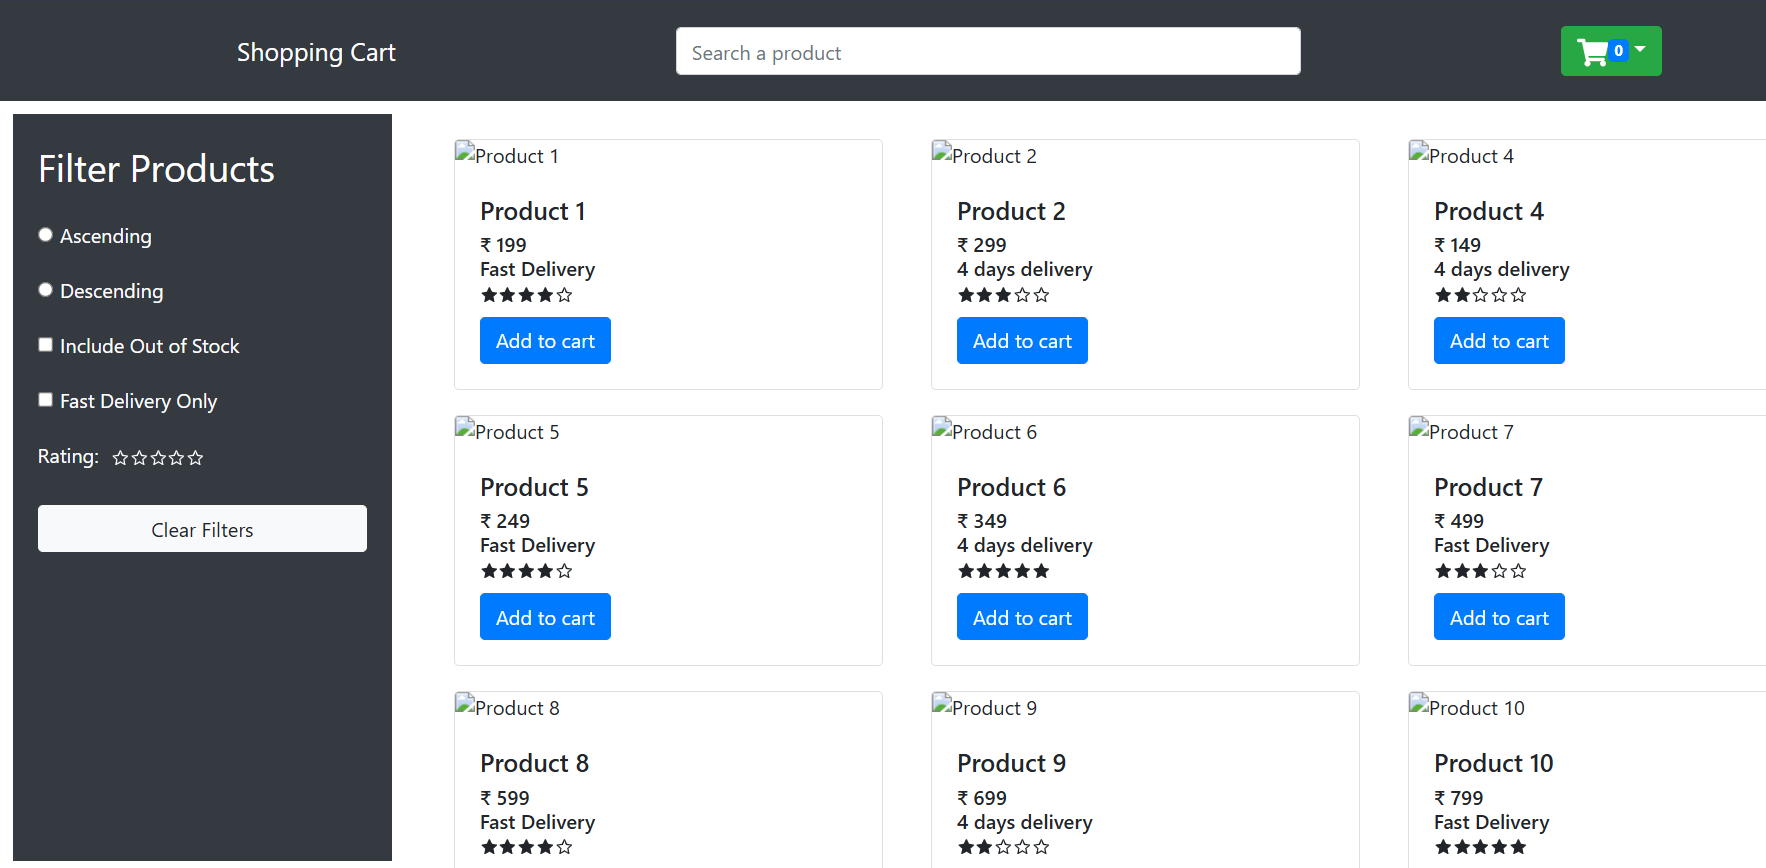 Shopping Cart
Search a product
0
Filter Products
Ascending
Descending
Include Out of Stock
Fast Delivery Only
Rating: ☆☆☆☆☆
Clear Filters
Product 1
Product 1
₹ 199
Fast Delivery
★★★★☆
Add to cart
Product 2
Product 2
₹ 299
4 days delivery
★★★☆☆
Add to cart
Product 4
Product 4
₹ 149
4 days delivery
★★☆☆☆
Add to cart
Product 5
Product 5
₹ 249
Fast Delivery
★★★★☆
Add to cart
Product 6
Product 6
₹ 349
4 days delivery
★★★★★
Add to cart
Product 7
Product 7
₹ 499
Fast Delivery
★★★☆☆
Add to cart
Product 8
Product 8
₹ 599
Fast Delivery
★★★★☆
Product 9
Product 9
₹ 699
4 days delivery
★★☆☆☆
Product 10
Product 10
₹ 799
Fast Delivery
★★★★★